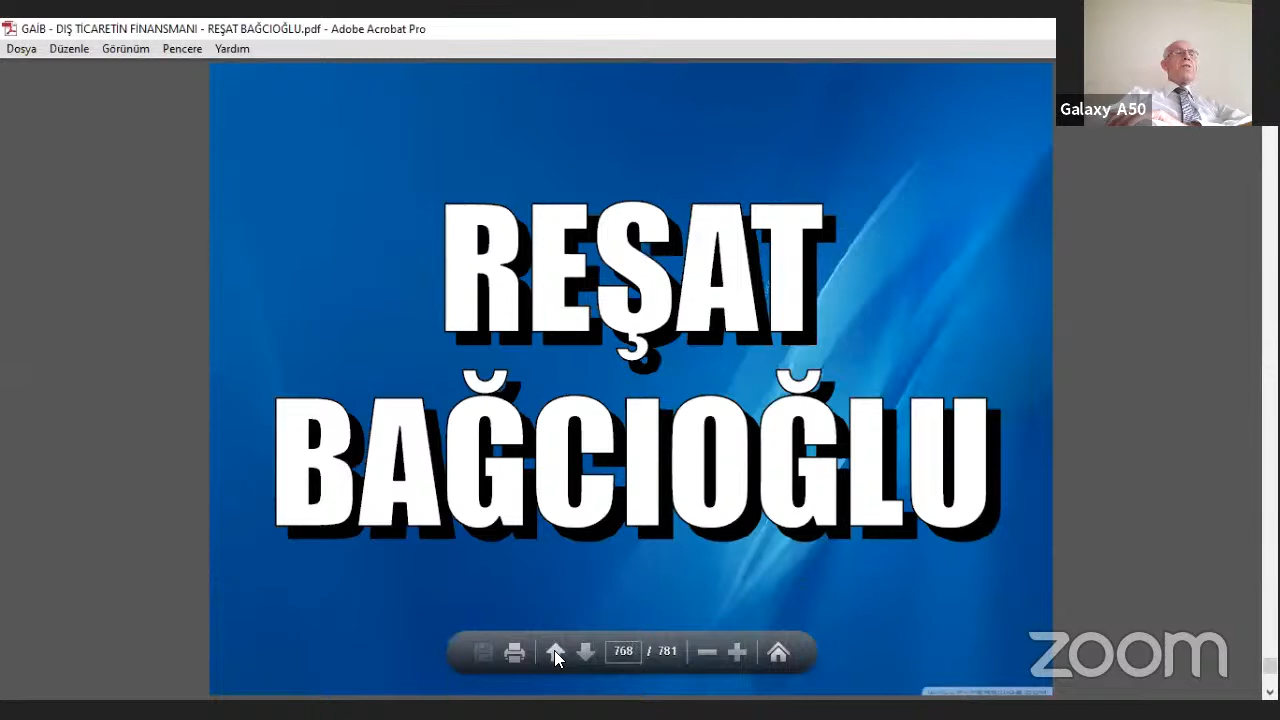 GAİB - DIŞ TİCARETİN FİNANSMANI - REŞAT BAĞCIOĞLU.pdf - Adobe Acrobat Pro
Dosya Düzenle Görünüm Pencere Yardım
Galaxy A50
REŞAT
BAĞCIOĞLU
768 / 781
zoom